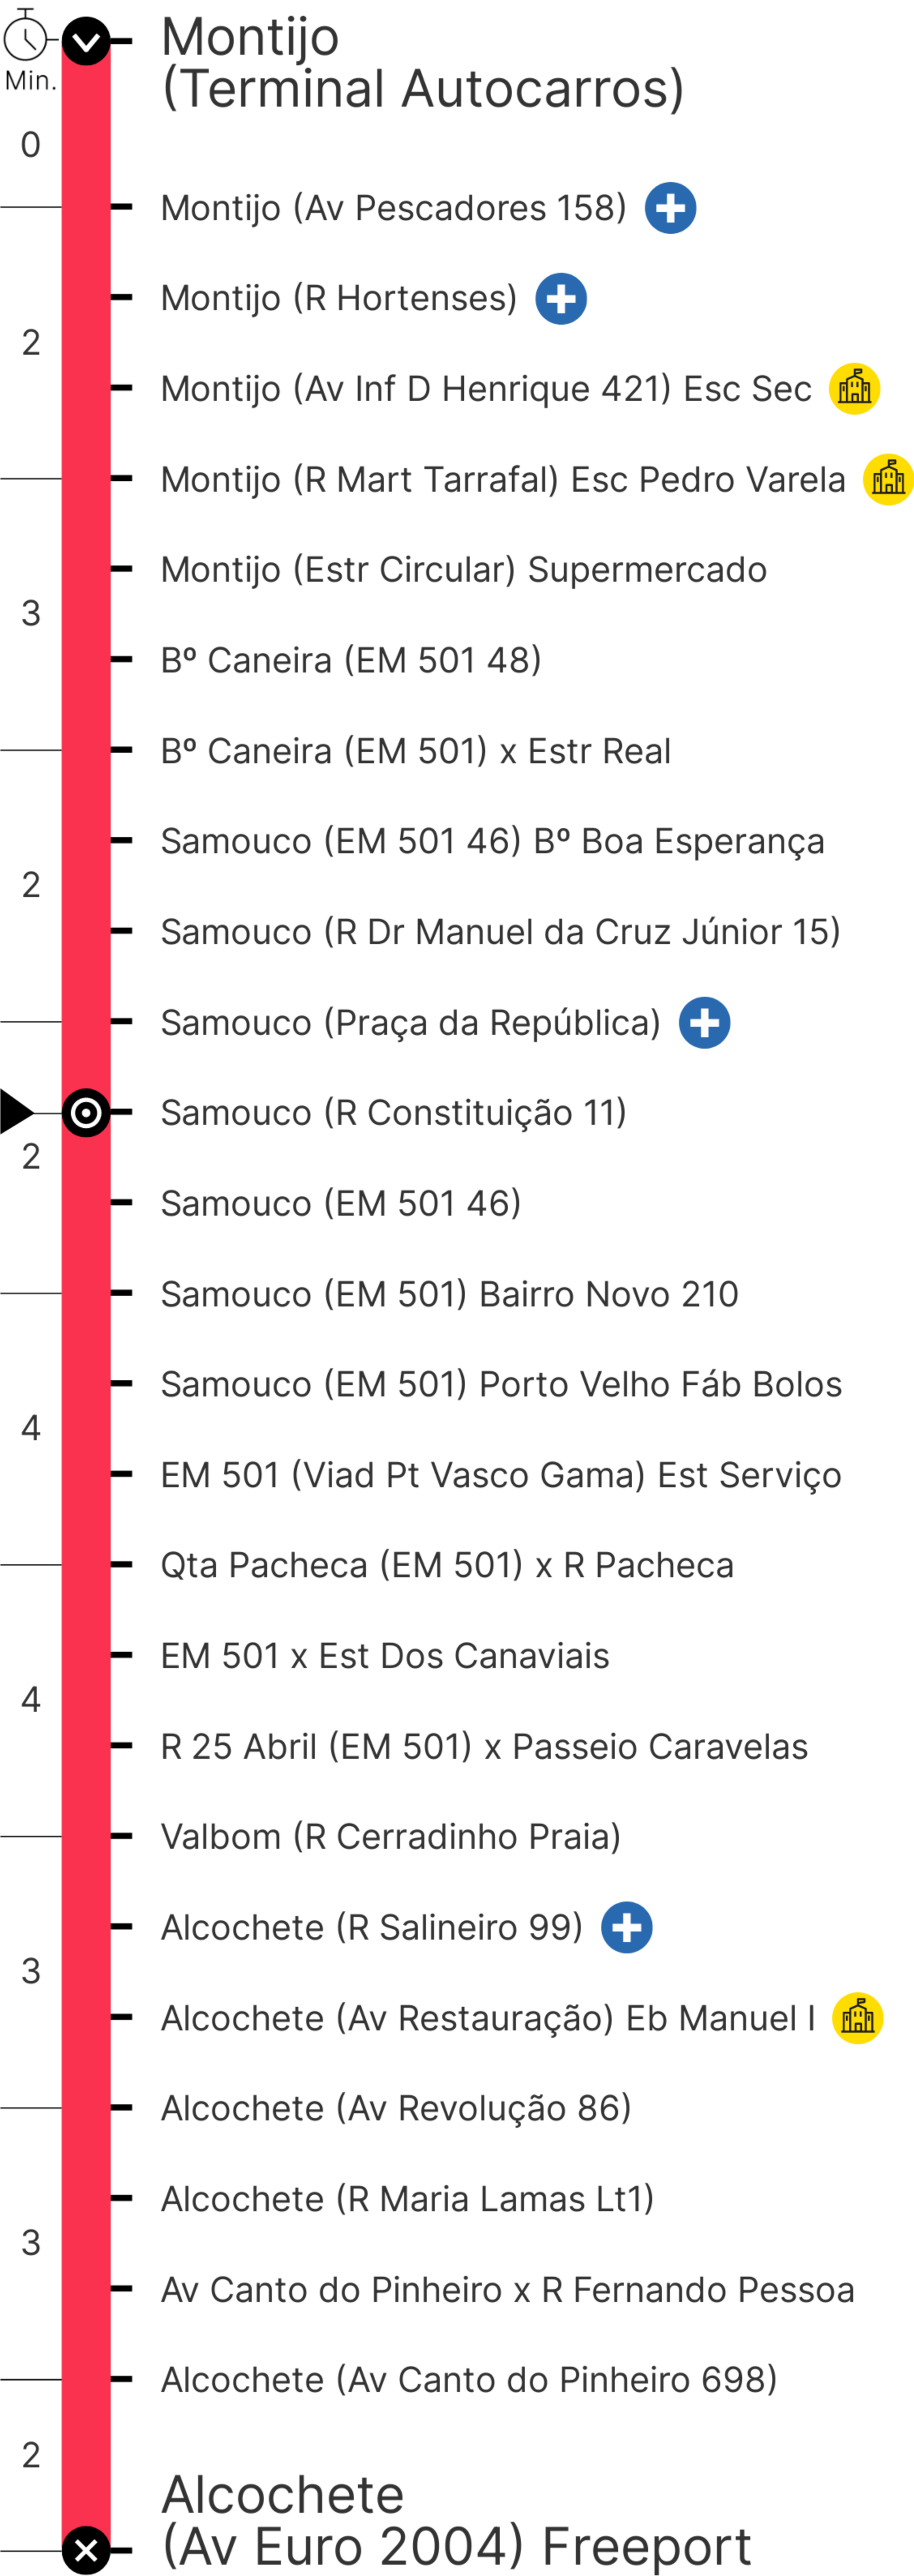 Montijo
(Terminal Autocarros)
Min.
0
Montijo (Av Pescadores 158)
Montijo (R Hortenses)
2
Montijo (Av Inf D Henrique 421) Esc Sec
Montijo (R Mart Tarrafal) Esc Pedro Varela
Montijo (Estr Circular) Supermercado
3
Bº Caneira (EM 501 48)
Bº Caneira (EM 501) x Estr Real
Samouco (EM 501 46) Bº Boa Esperança
2
Samouco (R Dr Manuel da Cruz Júnior 15)
Samouco (Praça da República)
Samouco (R Constituição 11)
2
Samouco (EM 501 46)
Samouco (EM 501) Bairro Novo 210
Samouco (EM 501) Porto Velho Fáb Bolos
4
EM 501 (Viad Pt Vasco Gama) Est Serviço
Qta Pacheca (EM 501) x R Pacheca
EM 501 x Est Dos Canaviais
4
R 25 Abril (EM 501) x Passeio Caravelas
Valbom (R Cerradinho Praia)
Alcochete (R Salineiro 99)
3
Alcochete (Av Restauração) Eb Manuel I
Alcochete (Av Revolução 86)
Alcochete (R Maria Lamas Lt1)
3
Av Canto do Pinheiro x R Fernando Pessoa
Alcochete (Av Canto do Pinheiro 698)
2
Alcochete
(Av Euro 2004) Freeport